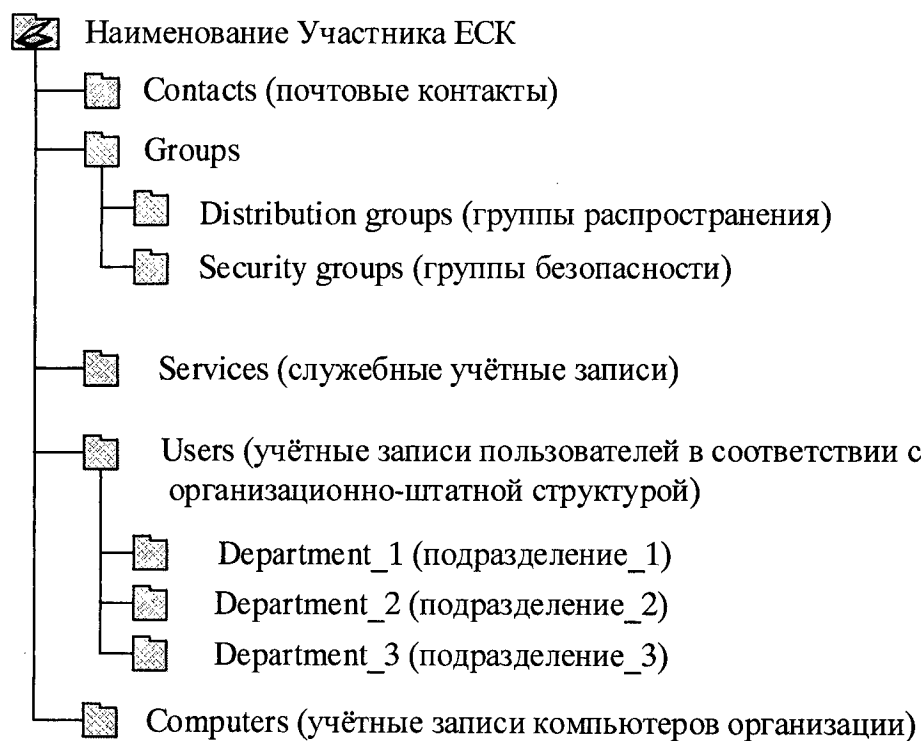 Наименование Участника ЕСК
Contacts (почтовые контакты)
Groups
Distribution groups (группы распространения)
Security groups (группы безопасности)
Services (служебные учётные записи)
Users (учётные записи пользователей в соответствии с
организационно-штатной структурой)
Department_1 (подразделение_1)
Department_2 (подразделение_2)
Department_3 (подразделение_3)
Computers (учётные записи компьютеров организации)